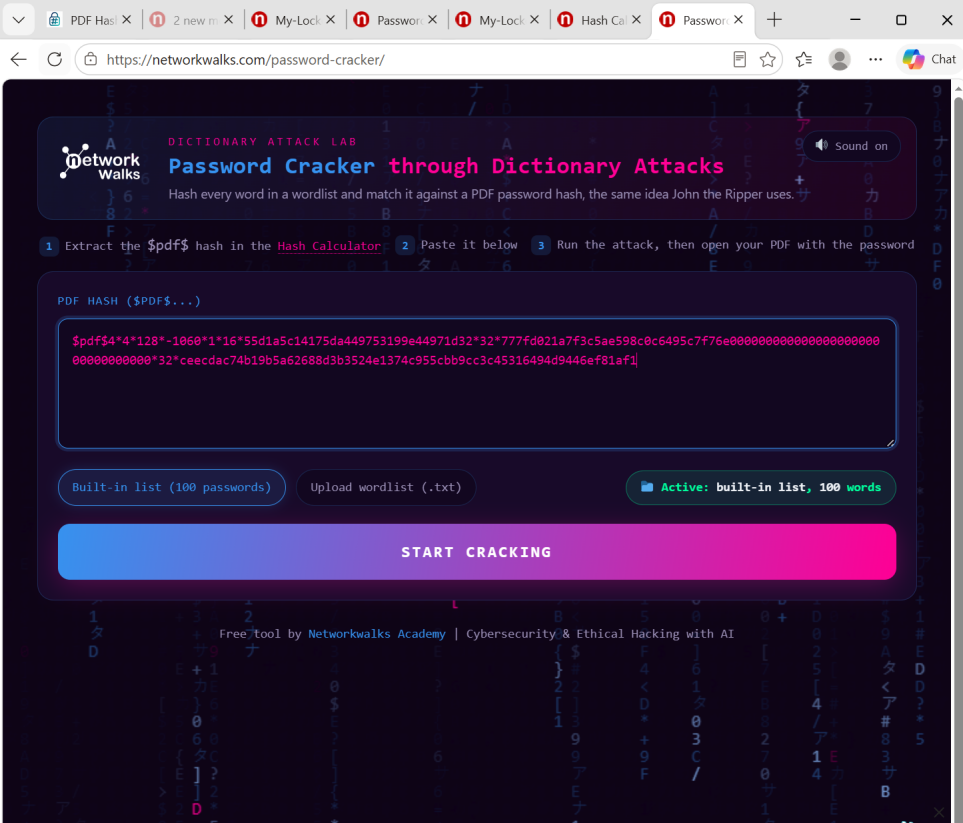 PDF Has
2 new m
My-Lock
Passwor
My-Lock
Hash Cal
Passwor
https://networkwalks.com/password-cracker/
Chat
network
Walks
DICTIONARY ATTACK LAB
Password Cracker through Dictionary Attacks
Hash every word in a wordlist and match it against a PDF password hash, the same idea John the Ripper uses.
Sound on
1 Extract the $pdf$ hash in the Hash Calculator 2 Paste it below 3 Run the attack, then open your PDF with the password
PDF HASH ($PDF$...)
$pdf$4*4*128*-1060*1*16*55d1a5c14175da449753199e44971d32*32*777fd021a7f3c5ae598c0c6495c7f76e0000000000000000000000
0000000000*32*ceecdac74b19b5a62688d3b3524e1374c955cbb9cc3c45316494d9446ef81af1
Built-in list (100 passwords)
Upload wordlist (.txt)
Active: built-in list, 100 words
START CRACKING
Free tool by Networkwalks Academy | Cybersecurity & Ethical Hacking with AI